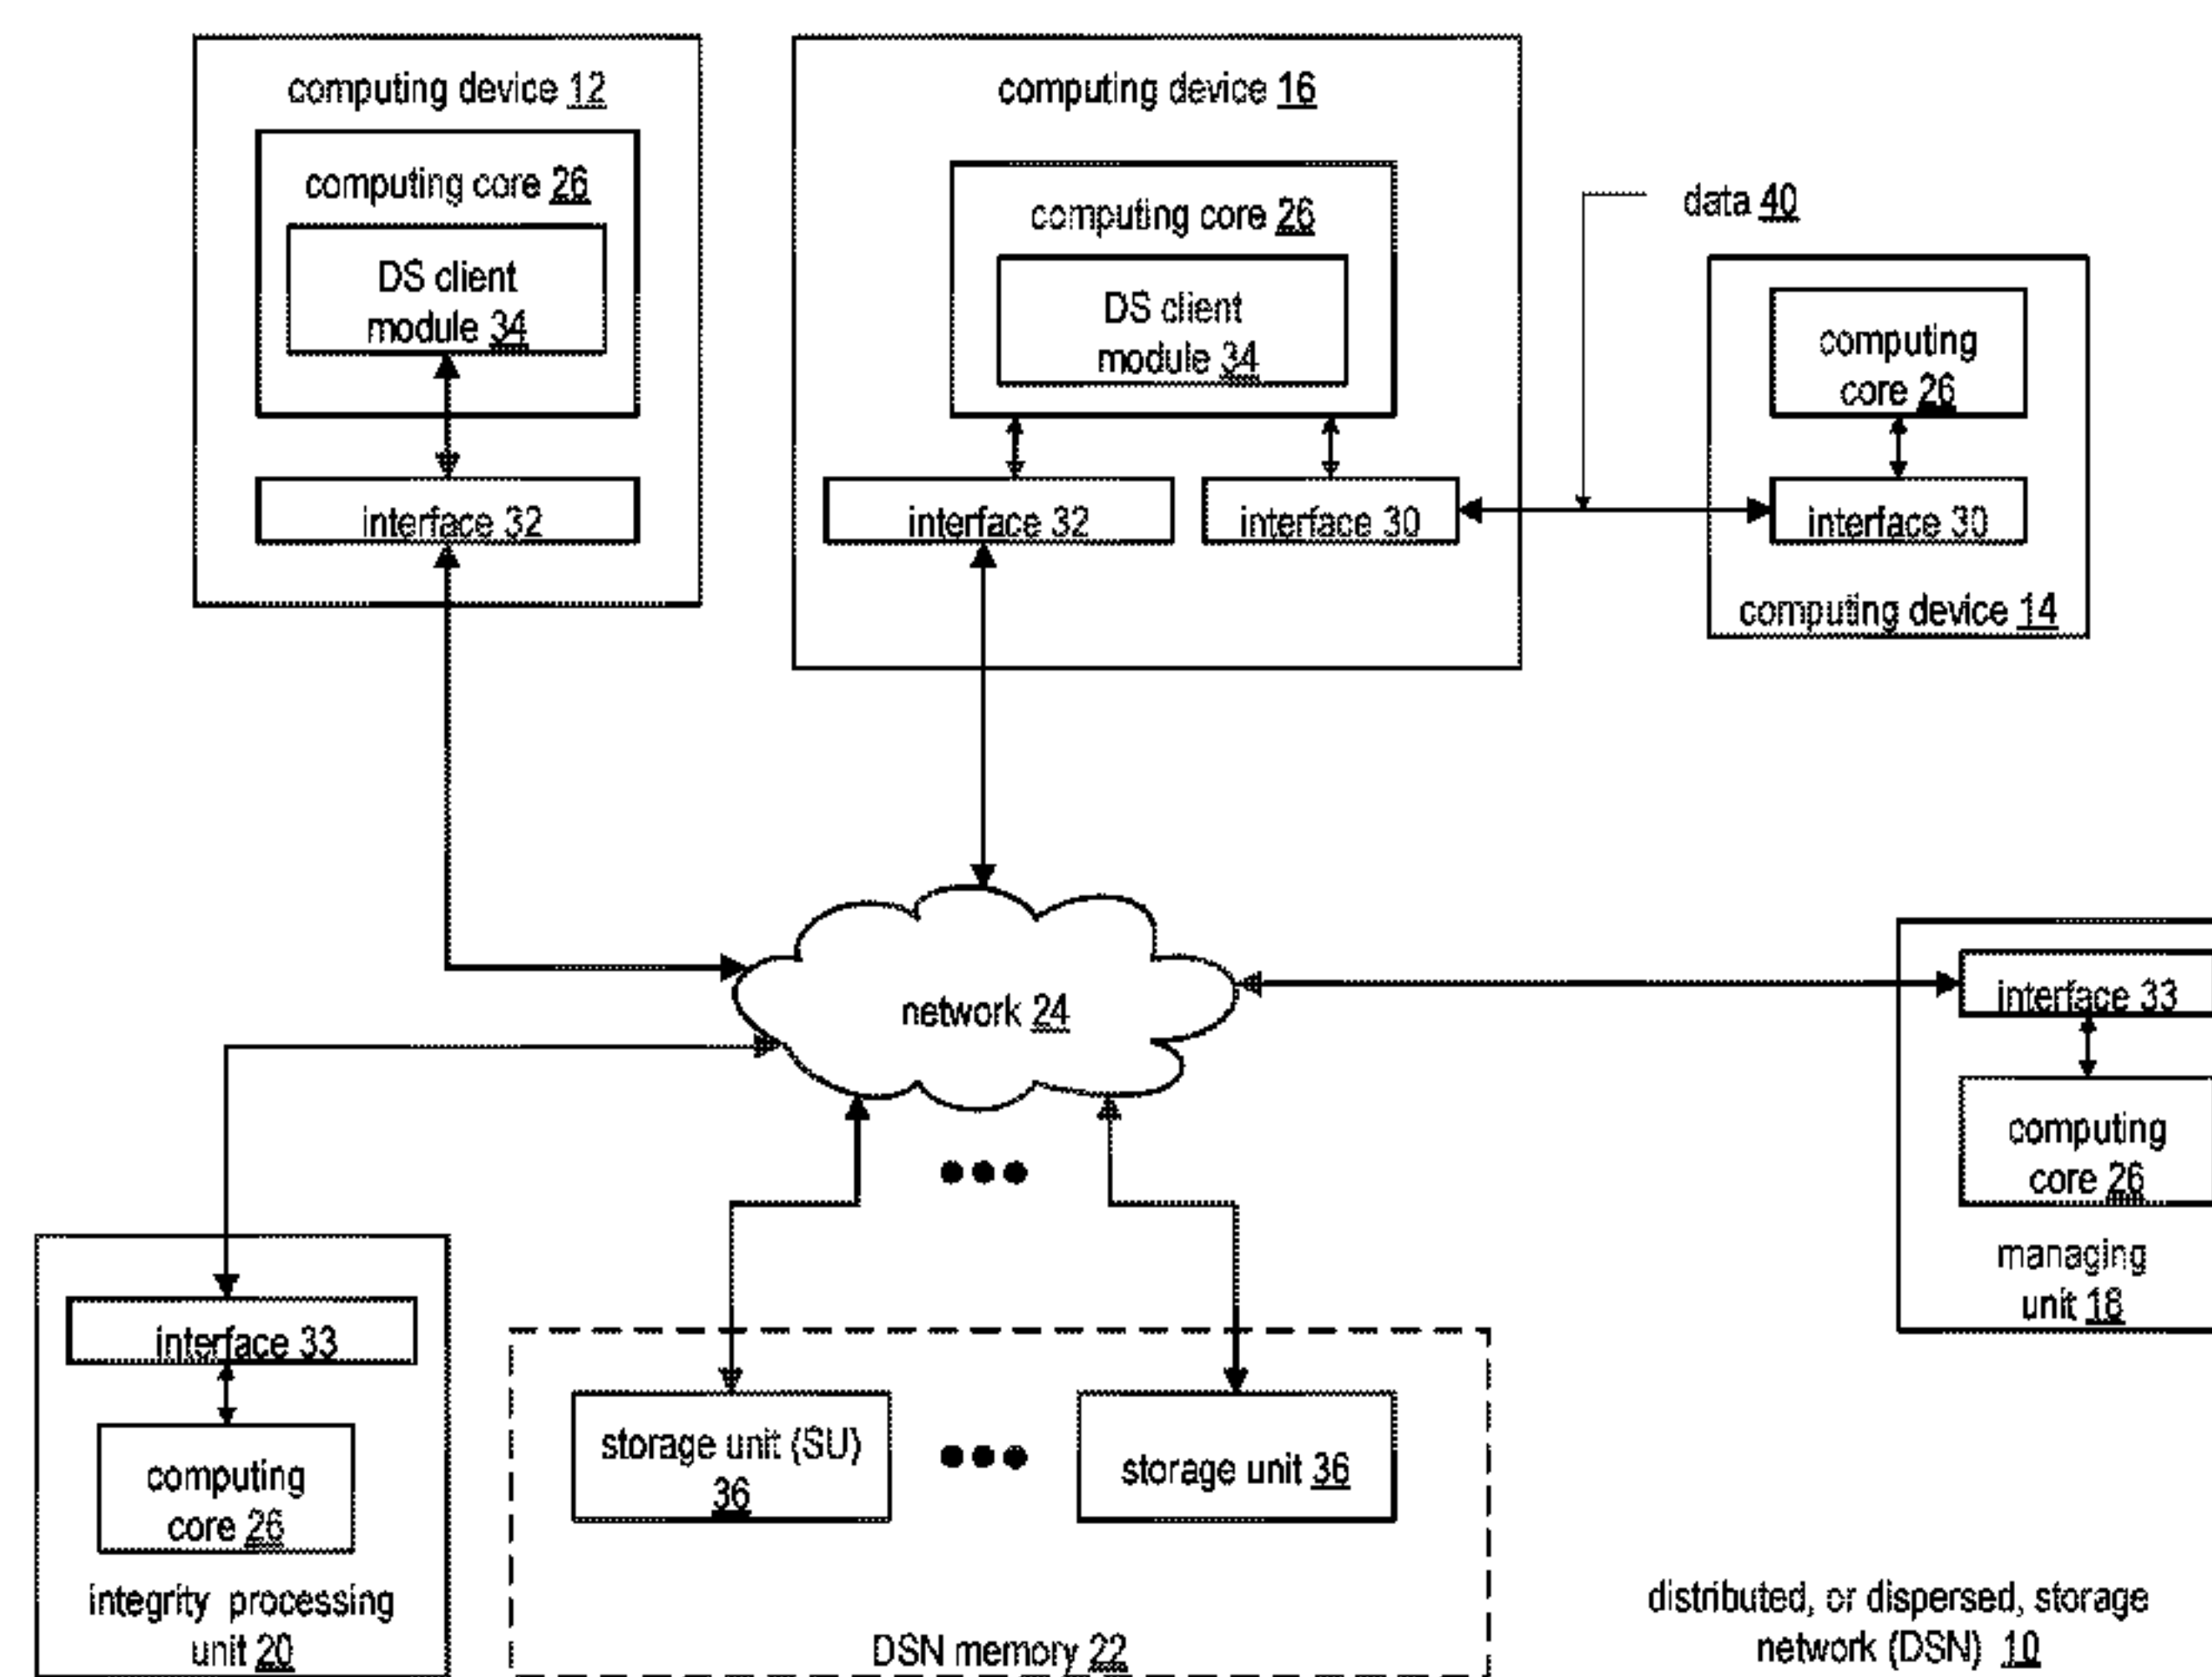 computing device 12
computing core 26
DS client
module 34
interface 32
computing device 16
computing core 26
DS client
module 34
interface 32
interface 30
data 40
computing
core 26
interface 30
computing device 14
network 24
interface 33
computing
core 26
managing
unit 18
interface 33
computing
core 26
integrity processing
unit 20
storage unit (SU)
36
storage unit 36
DSN memory 22
distributed, or dispersed, storage
network (DSN) 10